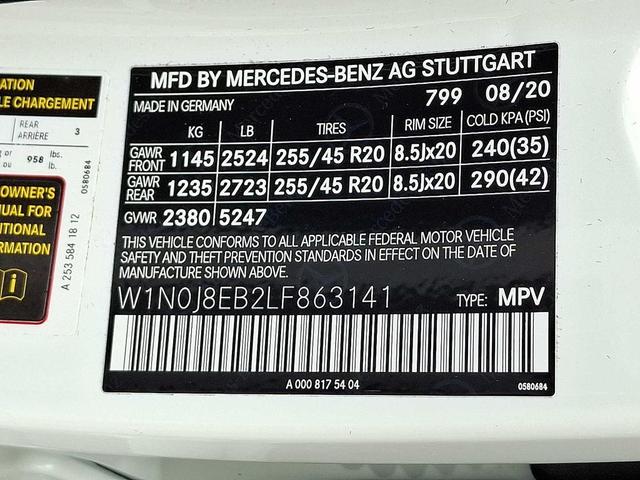 MFD BY MERCEDES-BENZ AG STUTTGART
MADE IN GERMANY 799 08/20
KG LB TIRES RIM SIZE COLD KPA (PSI)
GAWR FRONT 1145 2524 255/45 R20 8.5Jx20 240(35)
GAWR REAR 1235 2723 255/45 R20 8.5Jx20 290(42)
GVWR 2380 5247
THIS VEHICLE CONFORMS TO ALL APPLICABLE FEDERAL MOTOR VEHICLE
SAFETY AND THEFT PREVENTION STANDARDS IN EFFECT ON THE DATE OF
MANUFACTURE SHOWN ABOVE.
W1N0J8EB2LF863141 TYPE: MPV
A 000 817 54 04 0580684
CHARGEMENT
REAR
ARRIÈRE 3
or
ou 958 lbs.
lb.
0580684
OWNER'S
FOR
A 253 584 18 12